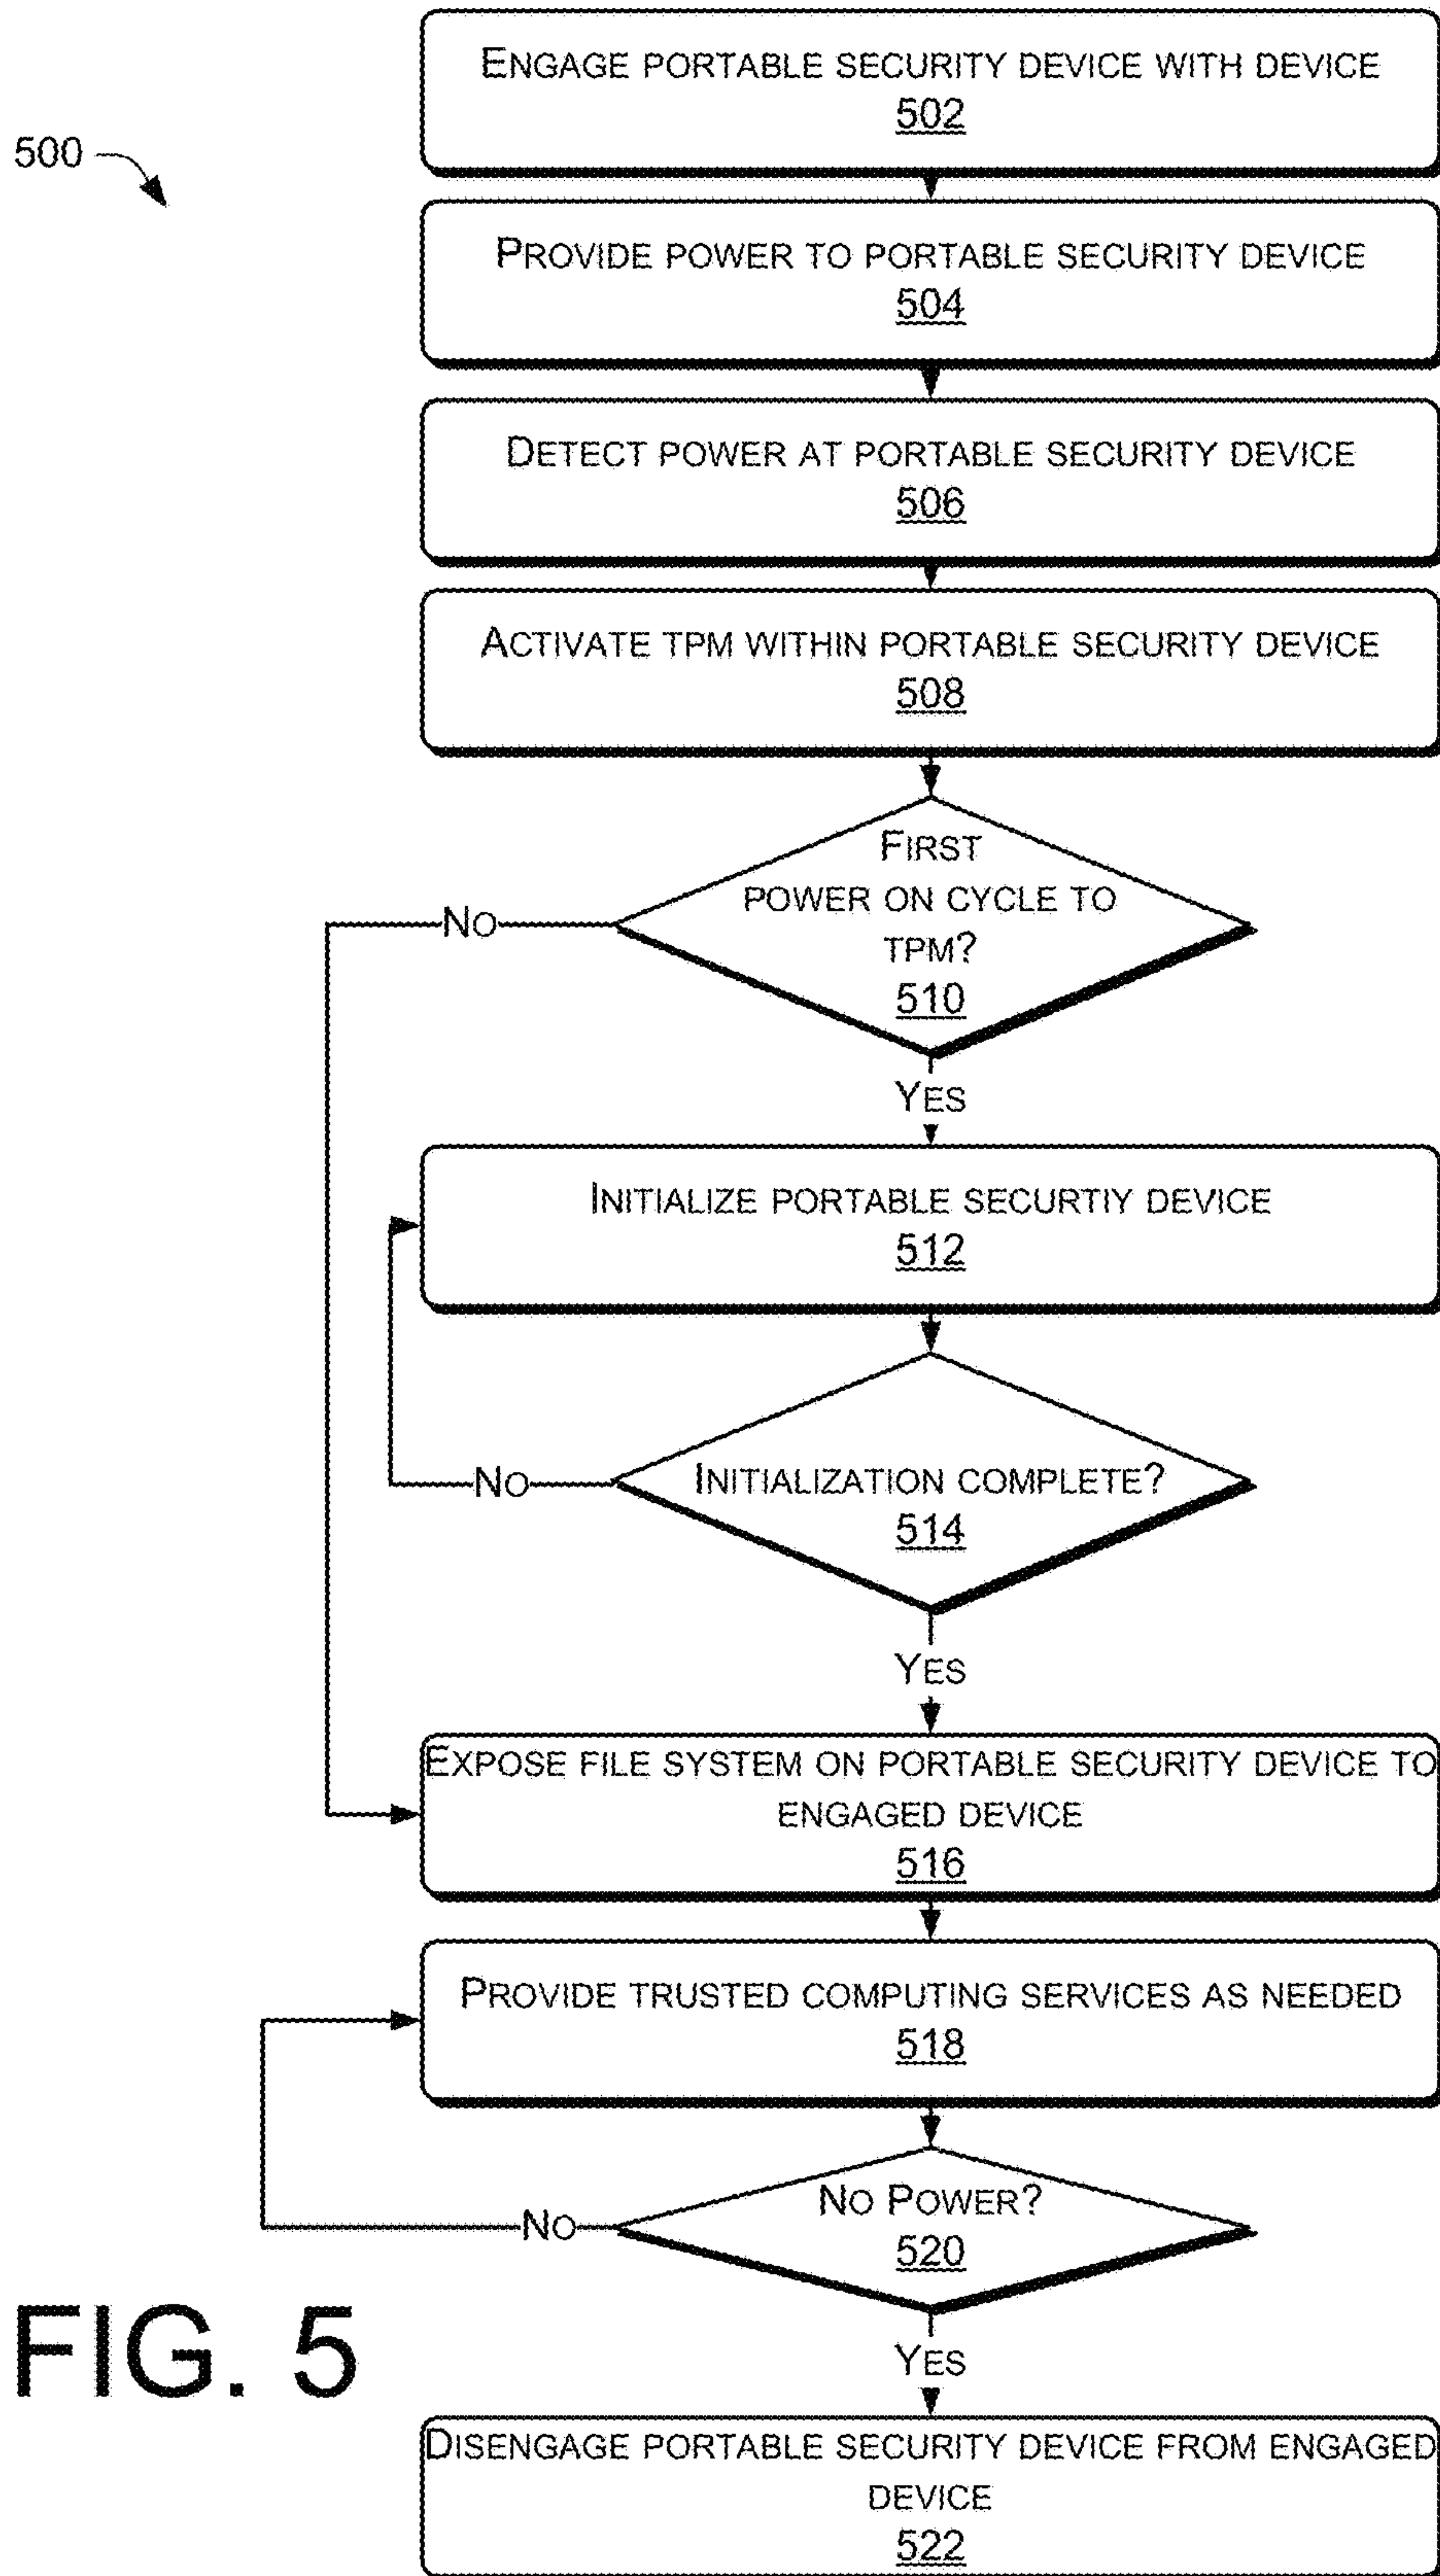 ENGAGE PORTABLE SECURITY DEVICE WITH DEVICE
502
500
PROVIDE POWER TO PORTABLE SECURITY DEVICE
504
DETECT POWER AT PORTABLE SECURITY DEVICE
506
ACTIVATE TPM WITHIN PORTABLE SECURITY DEVICE
508
FIRST
POWER ON CYCLE TO
TPM?
510
NO
YES
INITIALIZE PORTABLE SECURTIY DEVICE
512
INITIALIZATION COMPLETE?
514
NO
YES
EXPOSE FILE SYSTEM ON PORTABLE SECURITY DEVICE TO
ENGAGED DEVICE
516
PROVIDE TRUSTED COMPUTING SERVICES AS NEEDED
518
NO POWER?
520
NO
YES
DISENGAGE PORTABLE SECURITY DEVICE FROM ENGAGED
DEVICE
522
FIG. 5